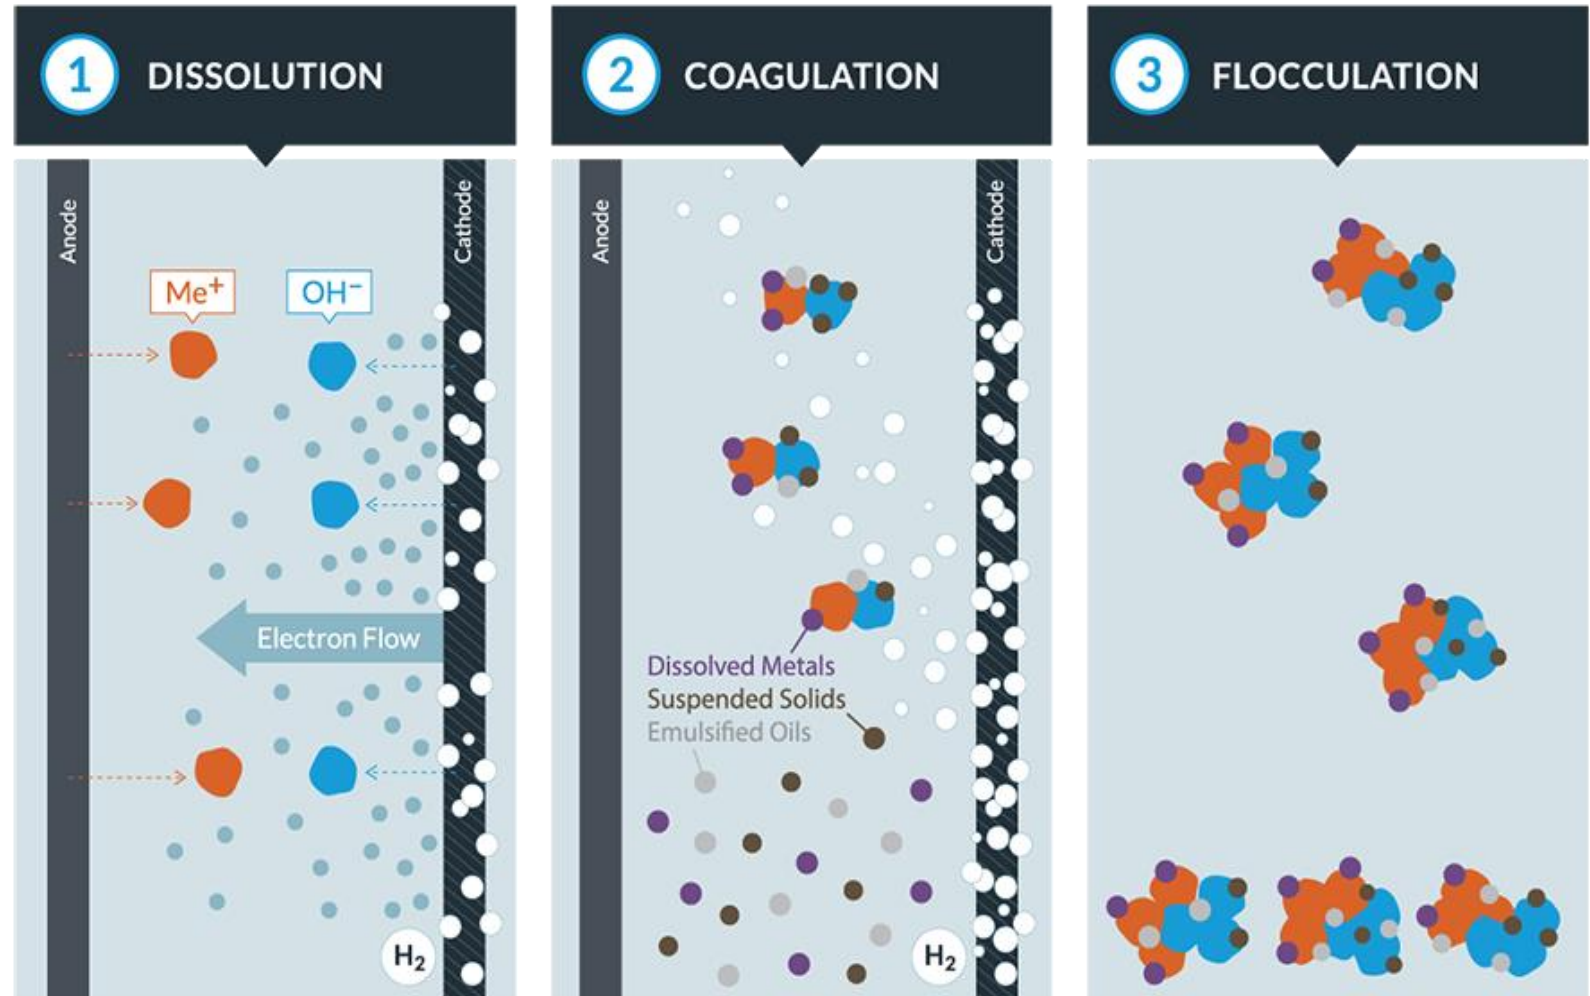 1 DISSOLUTION
Anode
Cathode
Me⁺
OH⁻
Electron Flow
H₂
2 COAGULATION
Anode
Cathode
Dissolved Metals
Suspended Solids
Emulsified Oils
H₂
3 FLOCCULATION